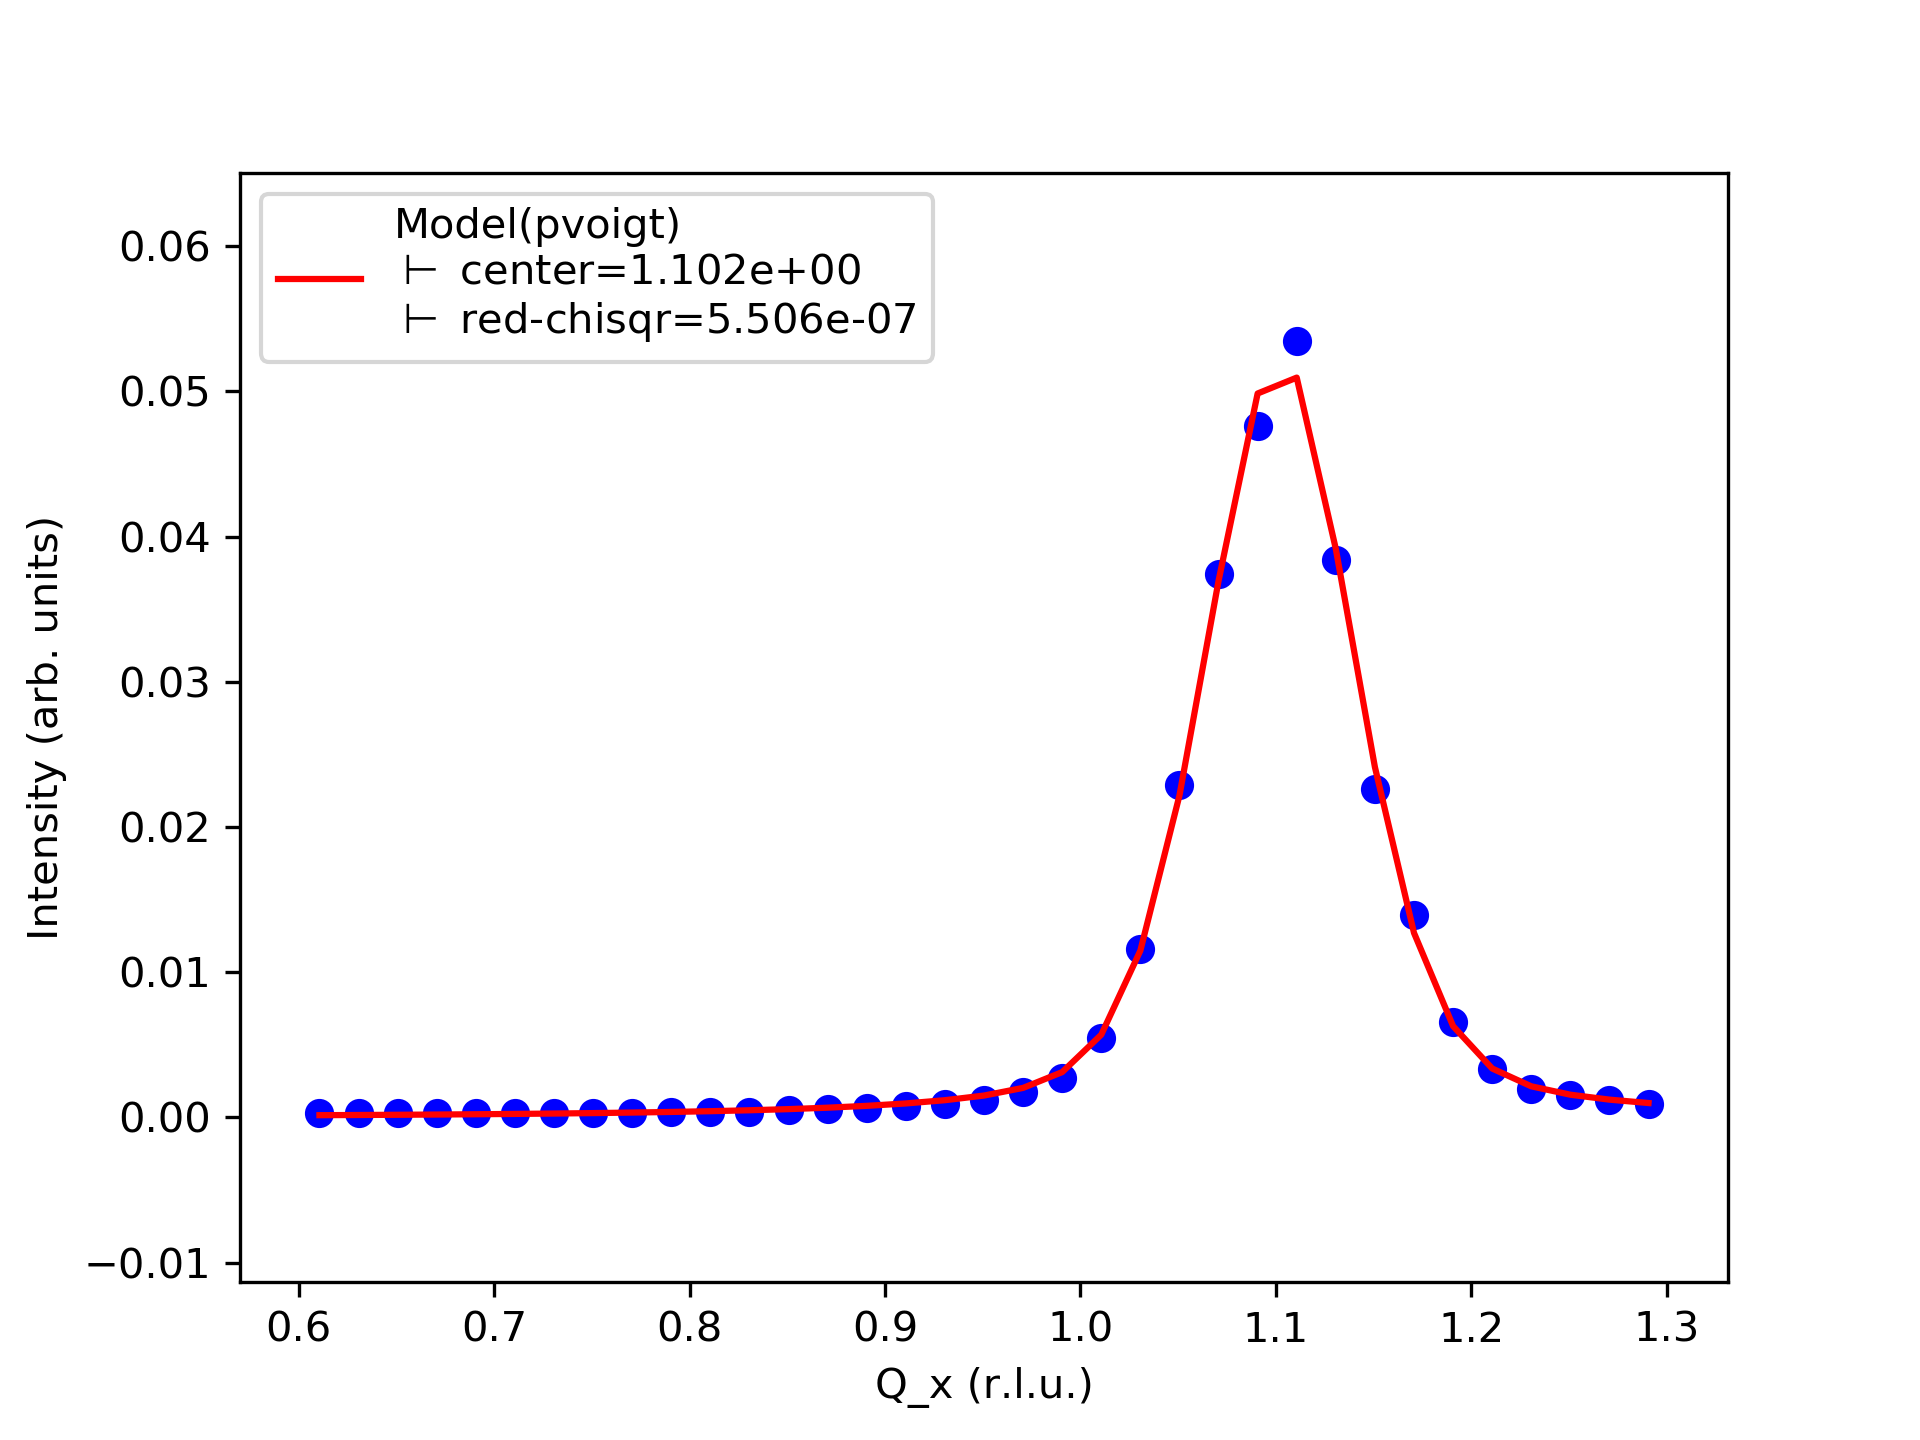 Model(pvoigt)
⊢ center=1.102e+00
⊢ red-chisqr=5.506e-07
0.06
0.05
0.04
0.03
0.02
0.01
0.00
−0.01
Intensity (arb. units)
0.6 0.7 0.8 0.9 1.0 1.1 1.2 1.3
Q_x (r.l.u.)